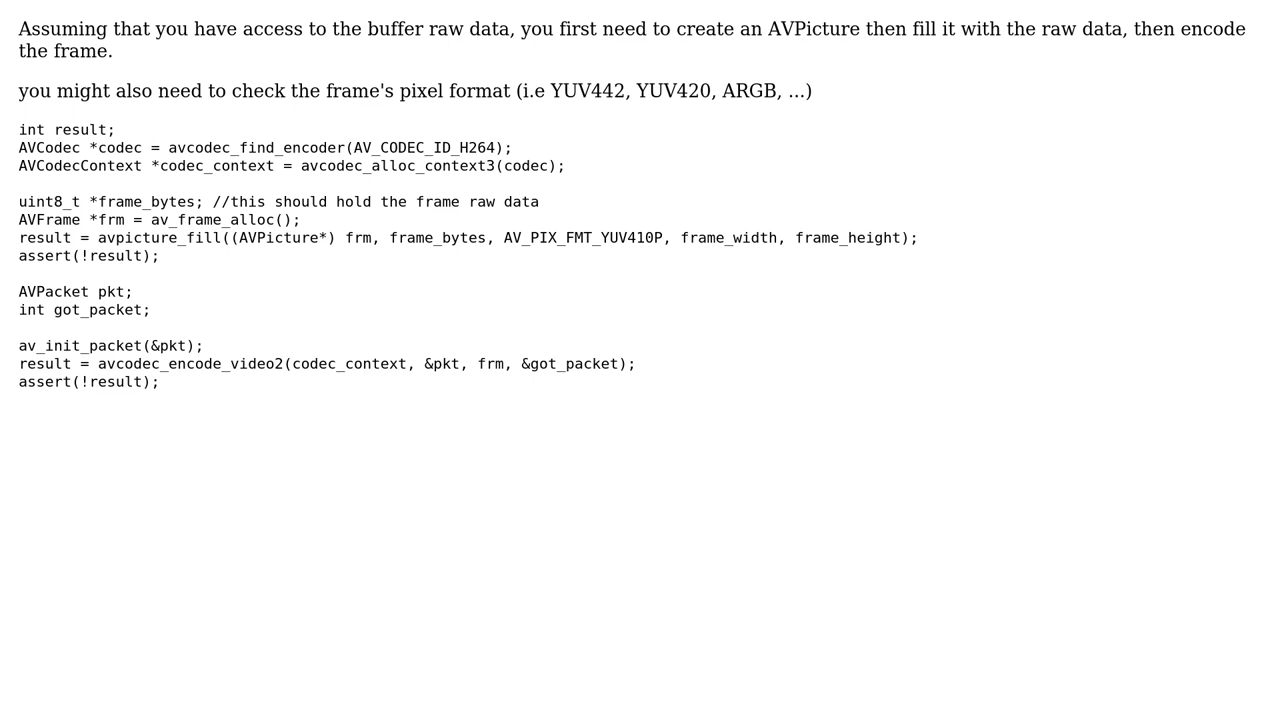 Assuming that you have access to the buffer raw data, you first need to create an AVPicture then fill it with the raw data, then encode
the frame.
you might also need to check the frame's pixel format (i.e YUV442, YUV420, ARGB, ...)
int result;
AVCodec *codec = avcodec_find_encoder(AV_CODEC_ID_H264);
AVCodecContext *codec_context = avcodec_alloc_context3(codec);
uint8_t *frame_bytes; //this should hold the frame raw data
AVFrame *frm = av_frame_alloc();
result = avpicture_fill((AVPicture*) frm, frame_bytes, AV_PIX_FMT_YUV410P, frame_width, frame_height);
assert(!result);
AVPacket pkt;
int got_packet;
av_init_packet(&pkt);
result = avcodec_encode_video2(codec_context, &pkt, frm, &got_packet);
assert(!result);